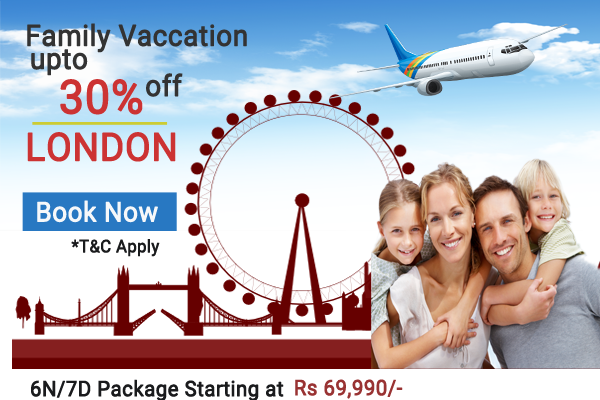 Family Vaccation
upto
30% off
LONDON
Book Now
*T&C Apply
6N/7D Package Starting at Rs 69,990/-